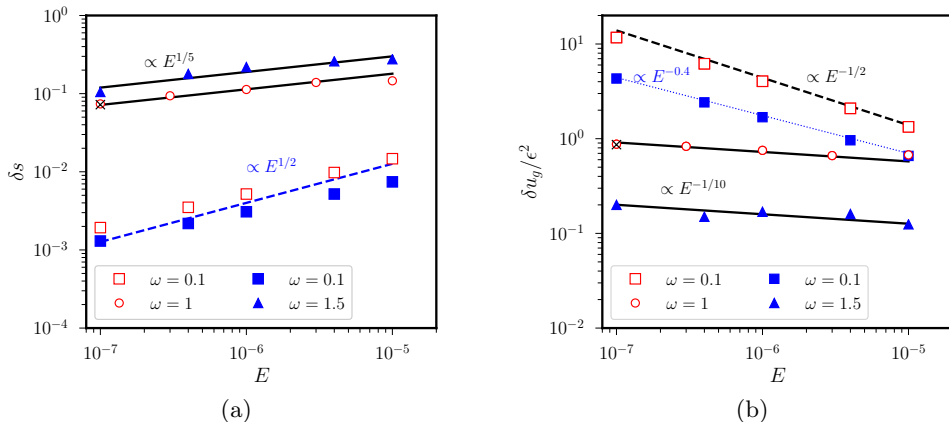 10^0
10^{-1}
10^{-2}
10^{-3}
10^{-4}
δs
∝ E^{1/5}
∝ E^{1/2}
ω = 0.1
ω = 0.1
ω = 1
ω = 1.5
10^{-7}
10^{-6}
10^{-5}
E
(a)
10^1
10^0
10^{-1}
10^{-2}
δu_g/ϵ^2
∝ E^{-0.4}
∝ E^{-1/2}
∝ E^{-1/10}
ω = 0.1
ω = 0.1
ω = 1
ω = 1.5
10^{-7}
10^{-6}
10^{-5}
E
(b)